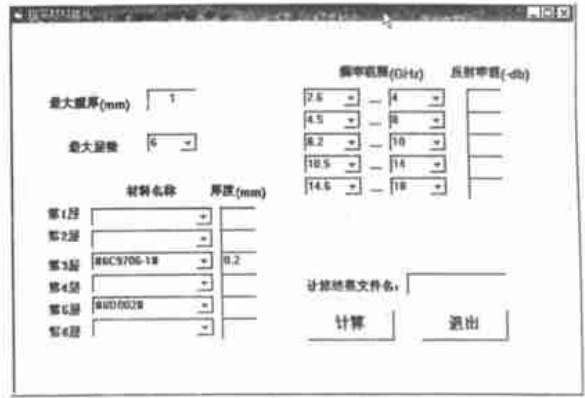 频率范围(GHz) 反射率范(-db)
最大膜厚(mm) 1
2.6 — 4
4.5 — 8
最大层数 6
8.2 — 10
10.5 — 14
14.6 — 18
材料名称 厚度(mm)
第1层
第2层
第3层 0.2
第4层
第5层
第6层
计算结果文件名:
计算 退出